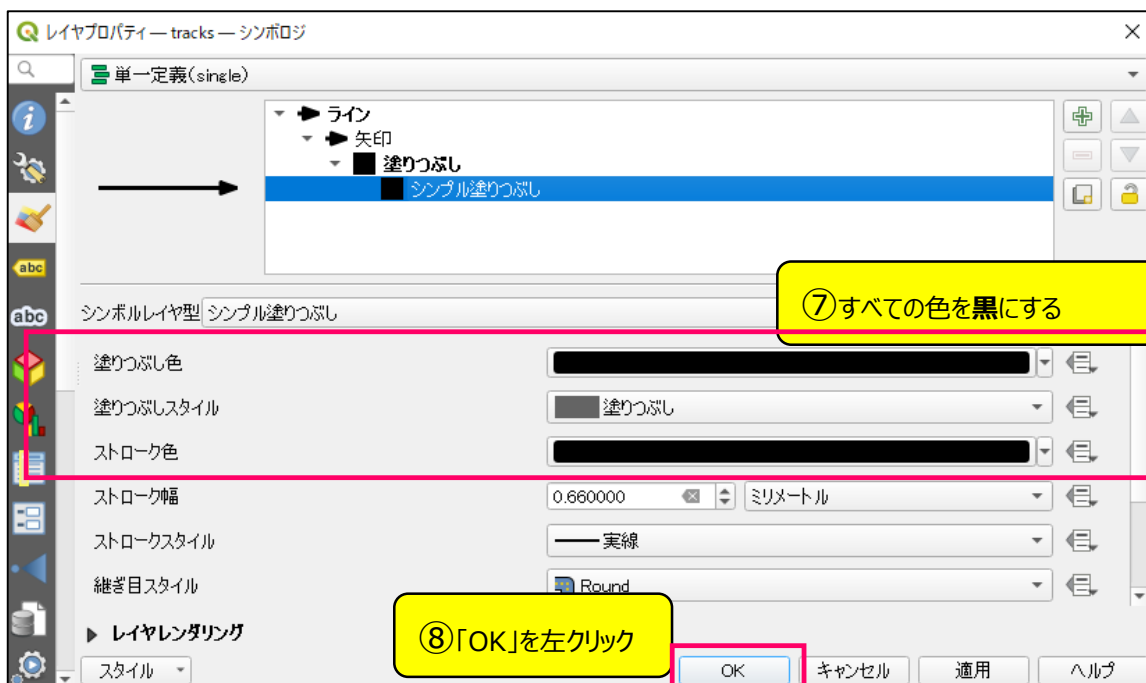 レイヤプロパティ — tracks — シンボロジ
単一定義(single)
ライン
矢印
塗りつぶし
シンプル塗りつぶし
abc
abc
シンボルレイヤ型 シンプル塗りつぶし
⑦すべての色を黒にする
塗りつぶし色
塗りつぶしスタイル 塗りつぶし
ストローク色
ストローク幅 0.660000 ミリメートル
ストロークスタイル 実線
継ぎ目スタイル Round
⑧「OK」を左クリック
レイヤレンダリング
スタイル OK キャンセル 適用 ヘルプ